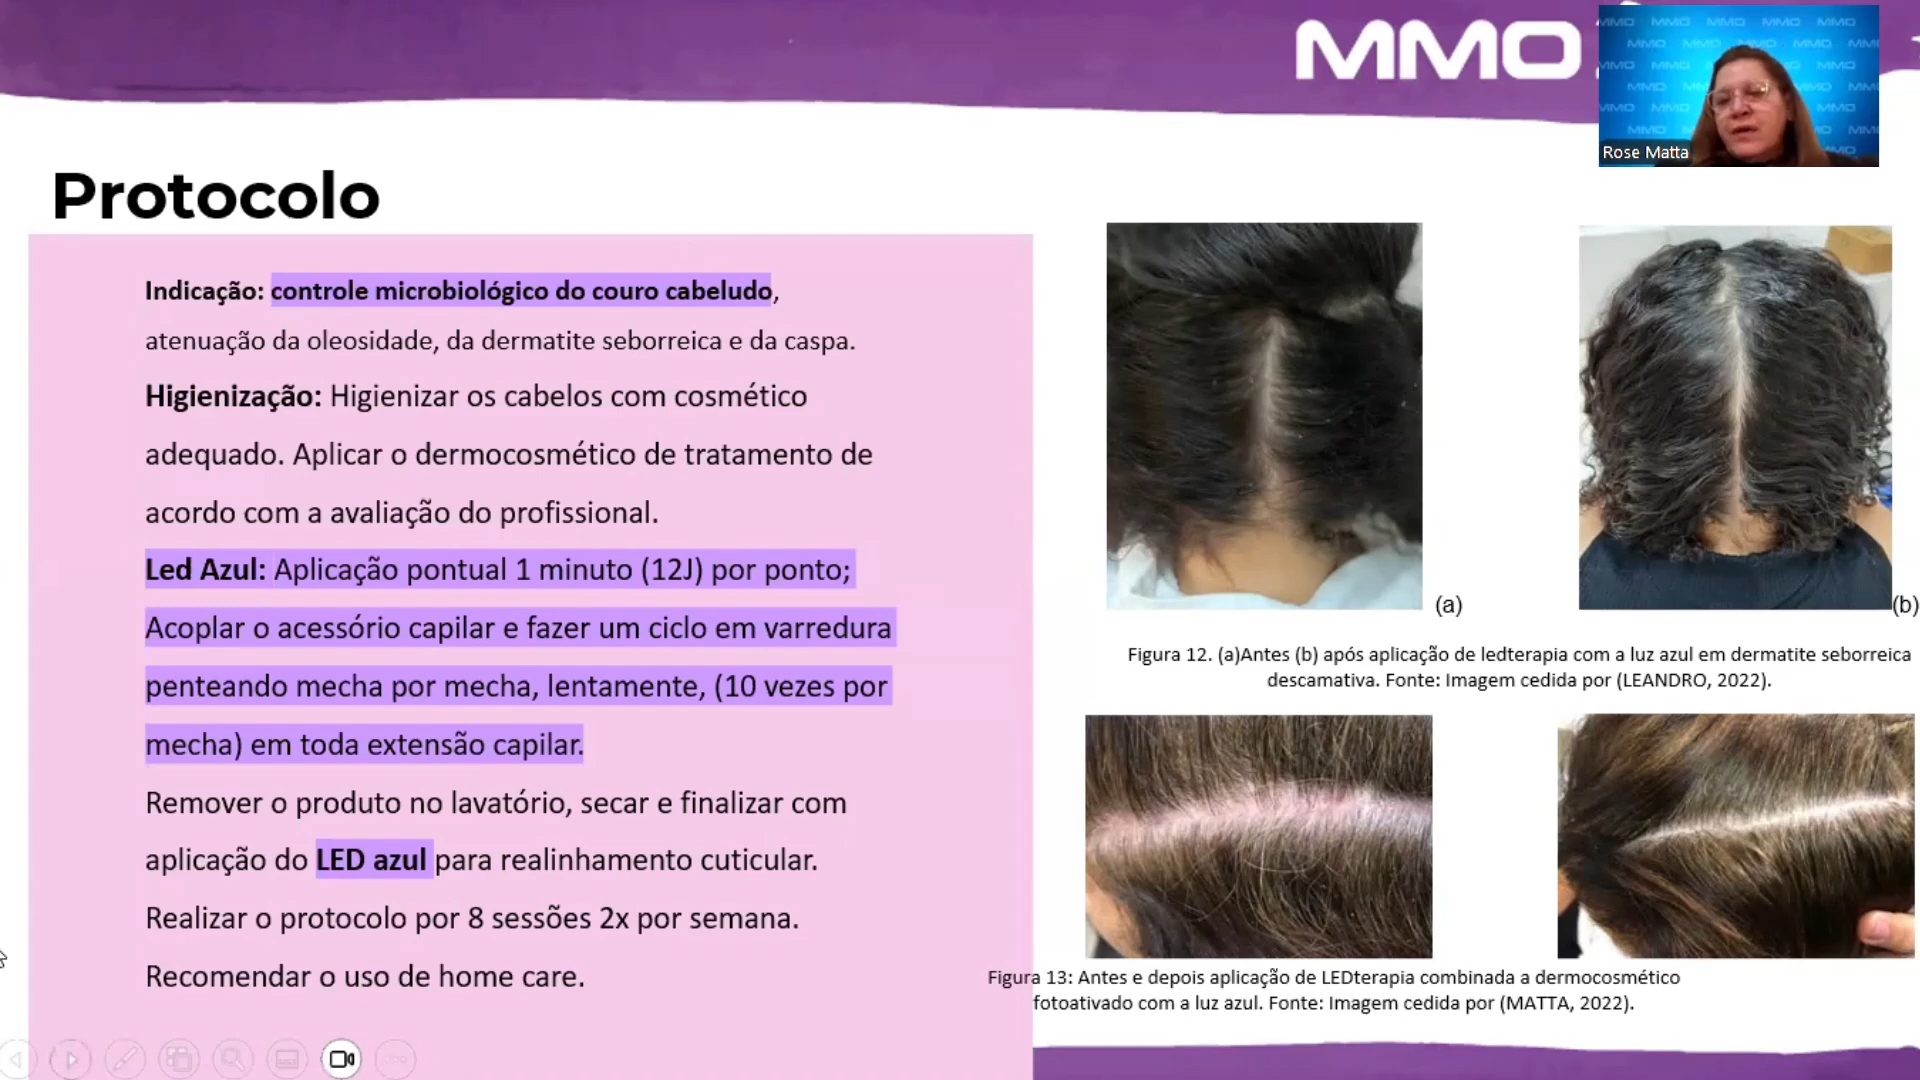 MMO
Rose Matta
Protocolo
Indicação: controle microbiológico do couro cabeludo,
atenuação da oleosidade, da dermatite seborreica e da caspa.
Higienização: Higienizar os cabelos com cosmético
adequado. Aplicar o dermocosmético de tratamento de
acordo com a avaliação do profissional.
Led Azul: Aplicação pontual 1 minuto (12J) por ponto;
Acoplar o acessório capilar e fazer um ciclo em varredura
penteando mecha por mecha, lentamente, (10 vezes por
mecha) em toda extensão capilar.
Remover o produto no lavatório, secar e finalizar com
aplicação do LED azul para realinhamento cuticular.
Realizar o protocolo por 8 sessões 2x por semana.
Recomendar o uso de home care.
(a)
(b)
Figura 12. (a)Antes (b) após aplicação de ledterapia com a luz azul em dermatite seborreica
descamativa. Fonte: Imagem cedida por (LEANDRO, 2022).
Figura 13: Antes e depois aplicação de LEDterapia combinada a dermocosmético
fotoativado com a luz azul. Fonte: Imagem cedida por (MATTA, 2022).